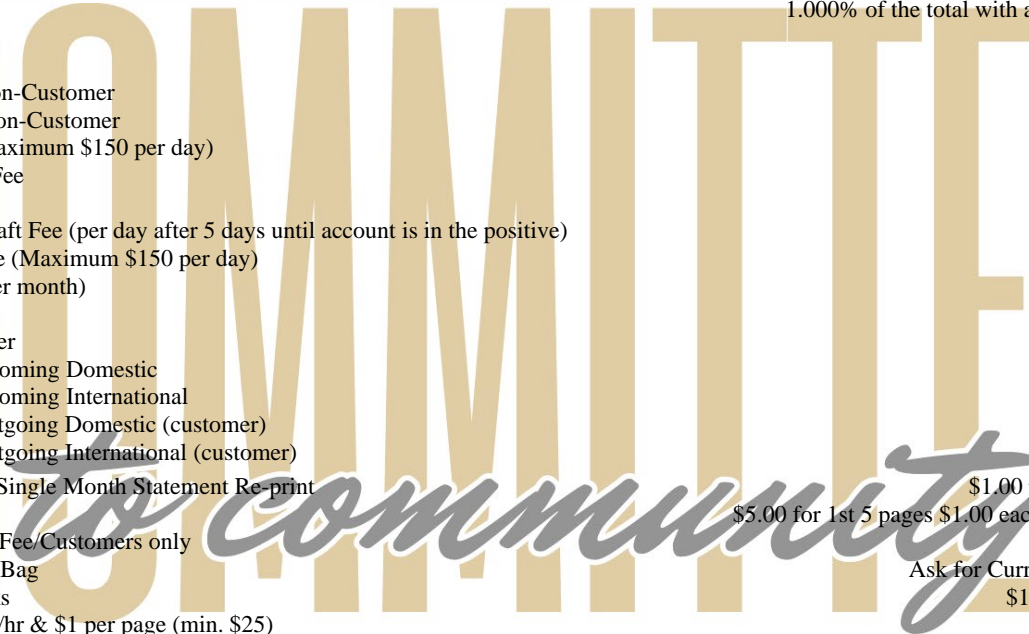 1.000% of the total with a
on-Customer
on-Customer
aximum $150 per day)
Fee
aft Fee (per day after 5 days until account is in the positive)
e (Maximum $150 per day)
er month)
er
oming Domestic
oming International
tgoing Domestic (customer)
tgoing International (customer)
Single Month Statement Re-print $1.00
$5.00 for 1st 5 pages $1.00 eac
Fee/Customers only
Bag Ask for Curr
s $1
/hr & $1 per page (min. $25)
OMMITTE
to community